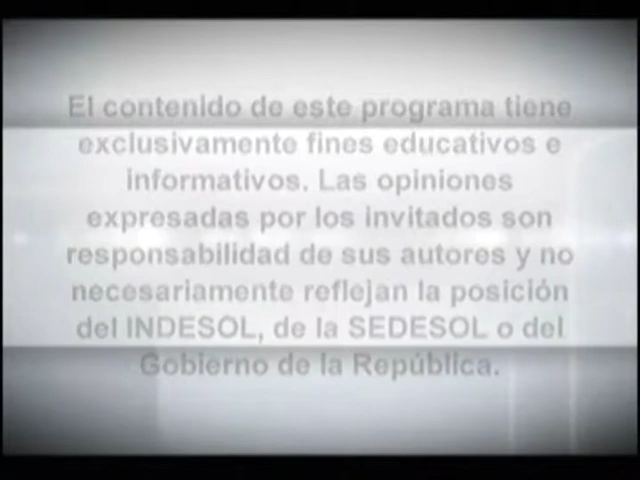 El contenido de este programa tiene
exclusivamente fines educativos e
informativos. Las opiniones
expresadas por los invitados son
responsabilidad de sus autores y no
necesariamente reflejan la posición
del INDESOL, de la SEDESOL o del
Gobierno de la República.